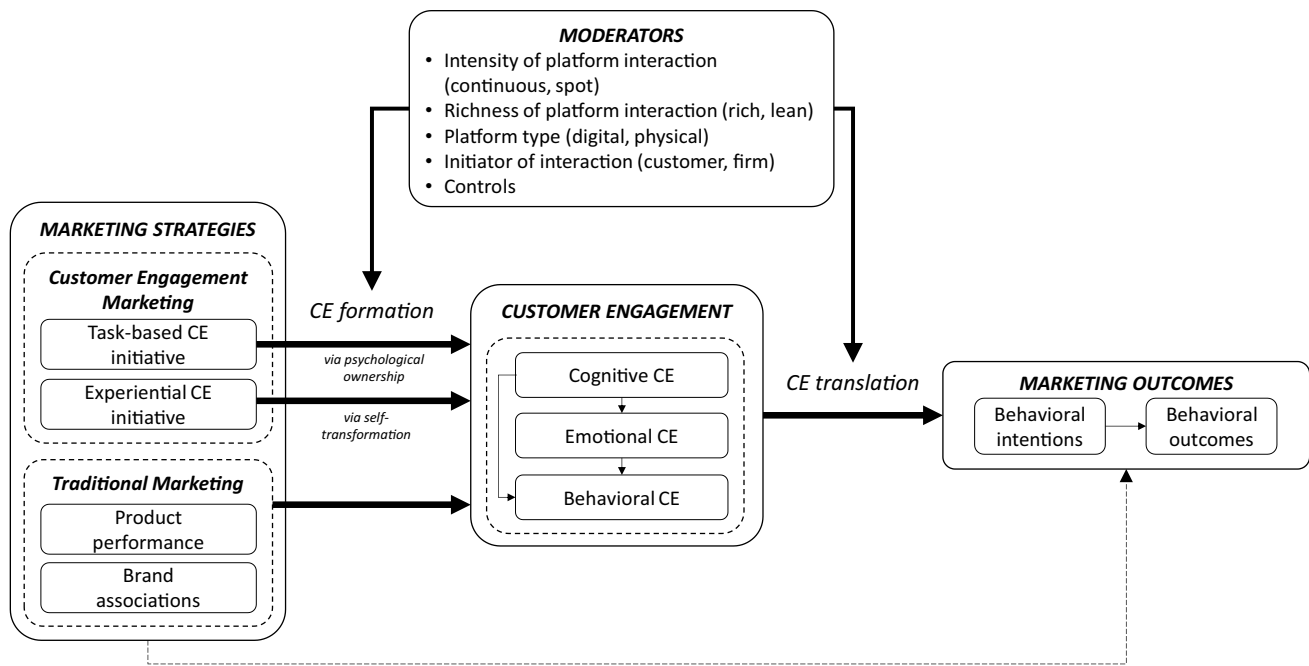 MODERATORS
• Intensity of platform interaction
(continuous, spot)
• Richness of platform interaction (rich, lean)
• Platform type (digital, physical)
• Initiator of interaction (customer, firm)
• Controls
MARKETING STRATEGIES
Customer Engagement
Marketing
Task-based CE
initiative
Experiential CE
initiative
Traditional Marketing
Product
performance
Brand
associations
CE formation
via psychological
ownership
via self-
transformation
CUSTOMER ENGAGEMENT
Cognitive CE
Emotional CE
Behavioral CE
CE translation
MARKETING OUTCOMES
Behavioral
intentions
Behavioral
outcomes